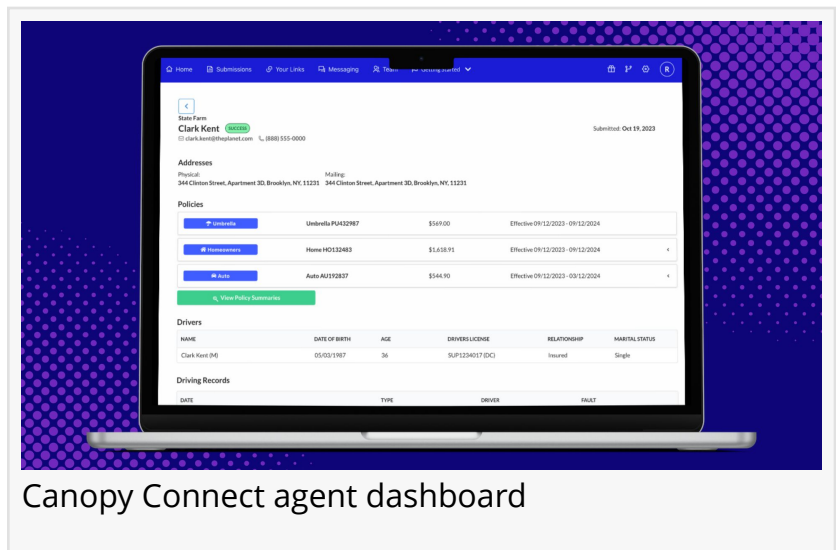 Home Submissions Your Links Messaging Team Getting Started R
State Farm
Clark Kent SUCCESS
clark.kent@theplanet.com (888) 555-0000 Submitted: Oct 19, 2023
Addresses
Physical: Mailing:
344 Clinton Street, Apartment 3D, Brooklyn, NY, 11231 344 Clinton Street, Apartment 3D, Brooklyn, NY, 11231
Policies
Umbrella Umbrella PU432987 $569.00 Effective 09/12/2023 - 09/12/2024
Homeowners Home HO132483 $1,618.91 Effective 09/12/2023 - 09/12/2024
Auto Auto AU192837 $544.90 Effective 09/12/2023 - 03/12/2024
View Policy Summaries
Drivers
NAME DATE OF BIRTH AGE DRIVERS LICENSE RELATIONSHIP MARITAL STATUS
Clark Kent (M) 05/03/1987 36 SUP1234017 (DC) Insured Single
Driving Records
DATE TYPE DRIVER FAULT
Canopy Connect agent dashboard